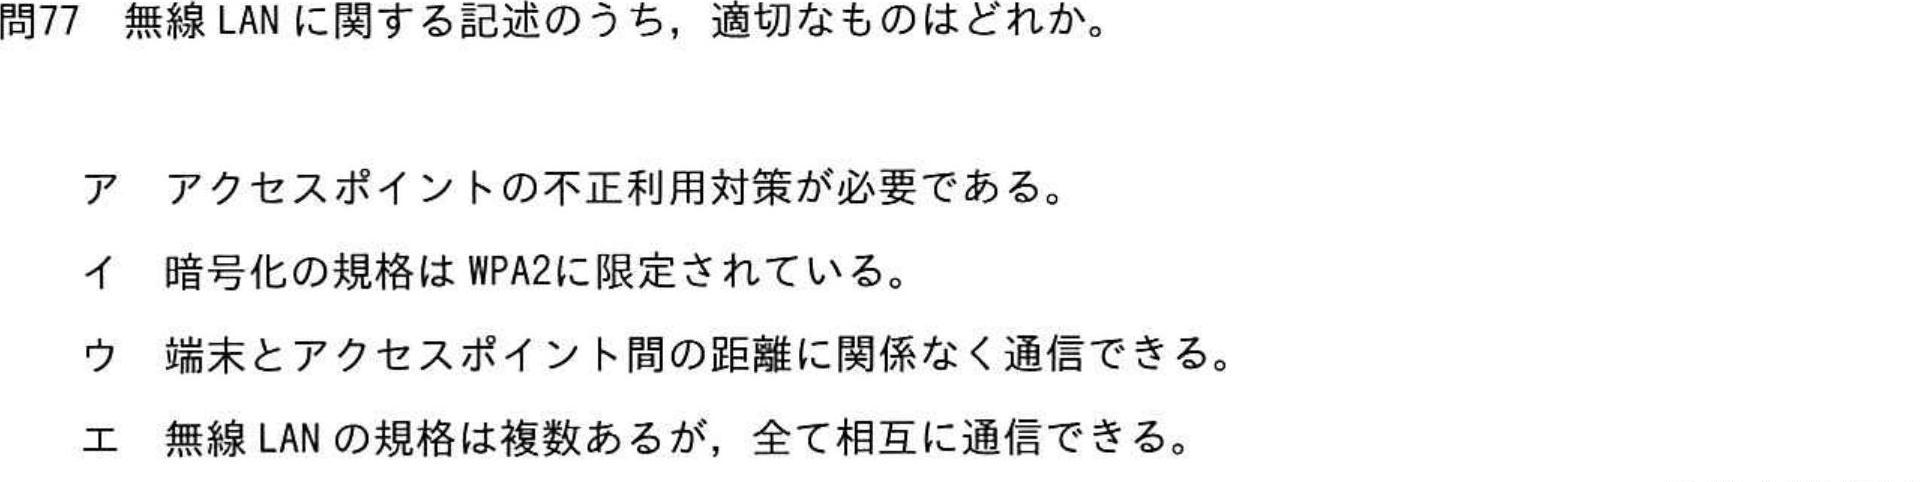 問77　無線 LAN に関する記述のうち，適切なものはどれか。
ア　アクセスポイントの不正利用対策が必要である。
イ　暗号化の規格は WPA2に限定されている。
ウ　端末とアクセスポイント間の距離に関係なく通信できる。
エ　無線 LAN の規格は複数あるが，全て相互に通信できる。